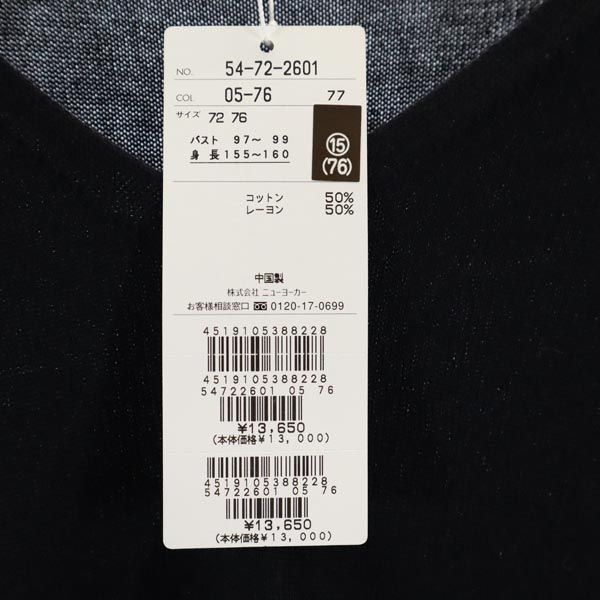 NO. 54-72-2601
COL 05-76 77
サイズ 72 76
バスト 97～ 99
身 長 155～160
⑮
(76)
コットン 50%
レーヨン 50%
中国製
株式会社 ニューヨーカー
お客様相談窓口 0120-17-0699
4519105388228
4519105388228
54722601 05 76
¥13,650
(本体価格¥13,000)
4519105388228
54722601 05 76
¥13,650
(本体価格¥13,000)